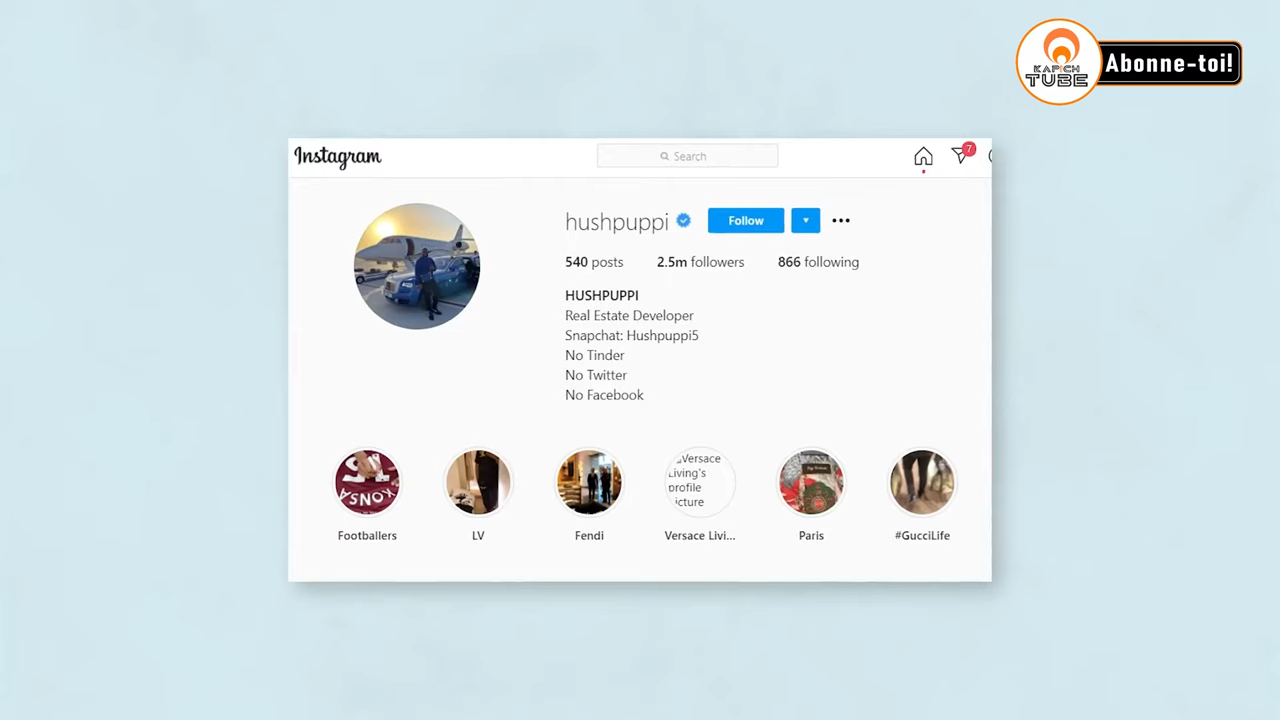 KAPICH
TUBE
Abonne-toi!
Instagram
Search
7
hushpuppi
Follow
540 posts 2.5m followers 866 following
HUSHPUPPI
Real Estate Developer
Snapchat: Hushpuppi5
No Tinder
No Twitter
No Facebook
KONSA
Versace
Living's
profile
picture
Footballers LV Fendi Versace Livi... Paris #GucciLife